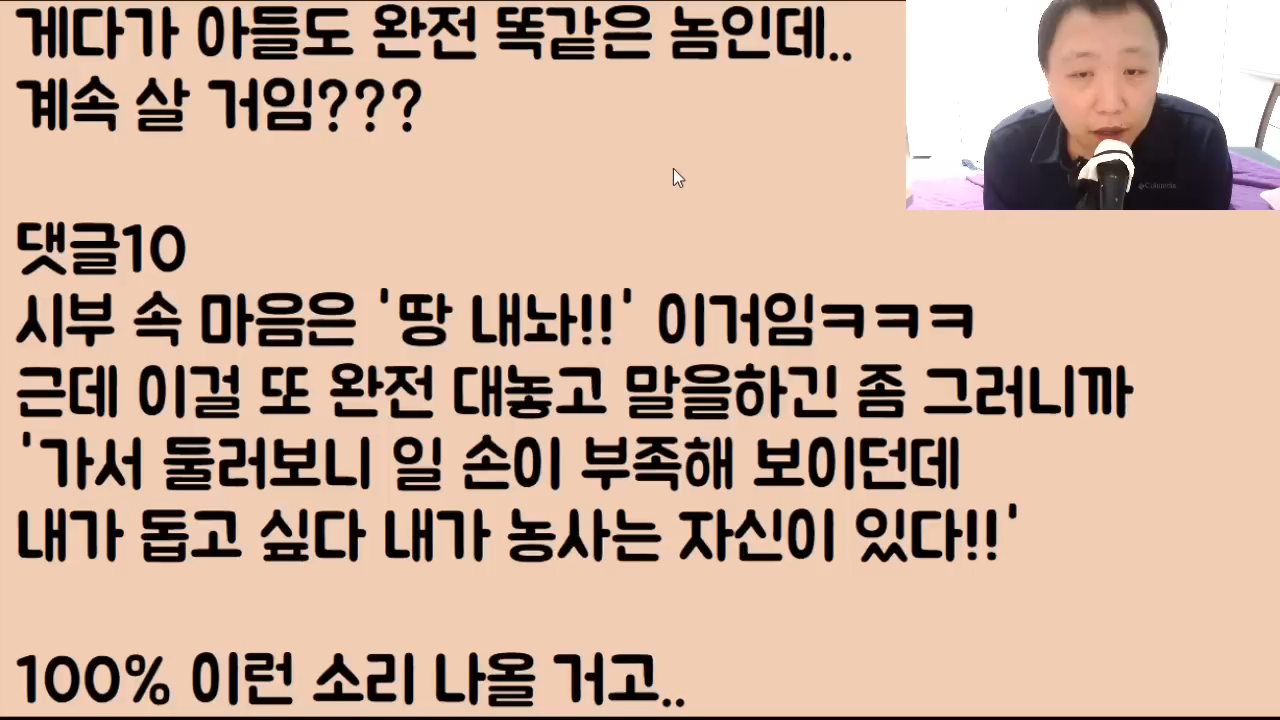 게다가 아들도 완전 똑같은 놈인데..
계속 살 거임???
댓글10
시부 속 마음은 '땅 내놔!!' 이거임ㅋㅋㅋ
근데 이걸 또 완전 대놓고 말을하긴 좀 그러니까
'가서 둘러보니 일 손이 부족해 보이던데
내가 돕고 싶다 내가 농사는 자신이 있다!!'
100% 이런 소리 나올 거고..